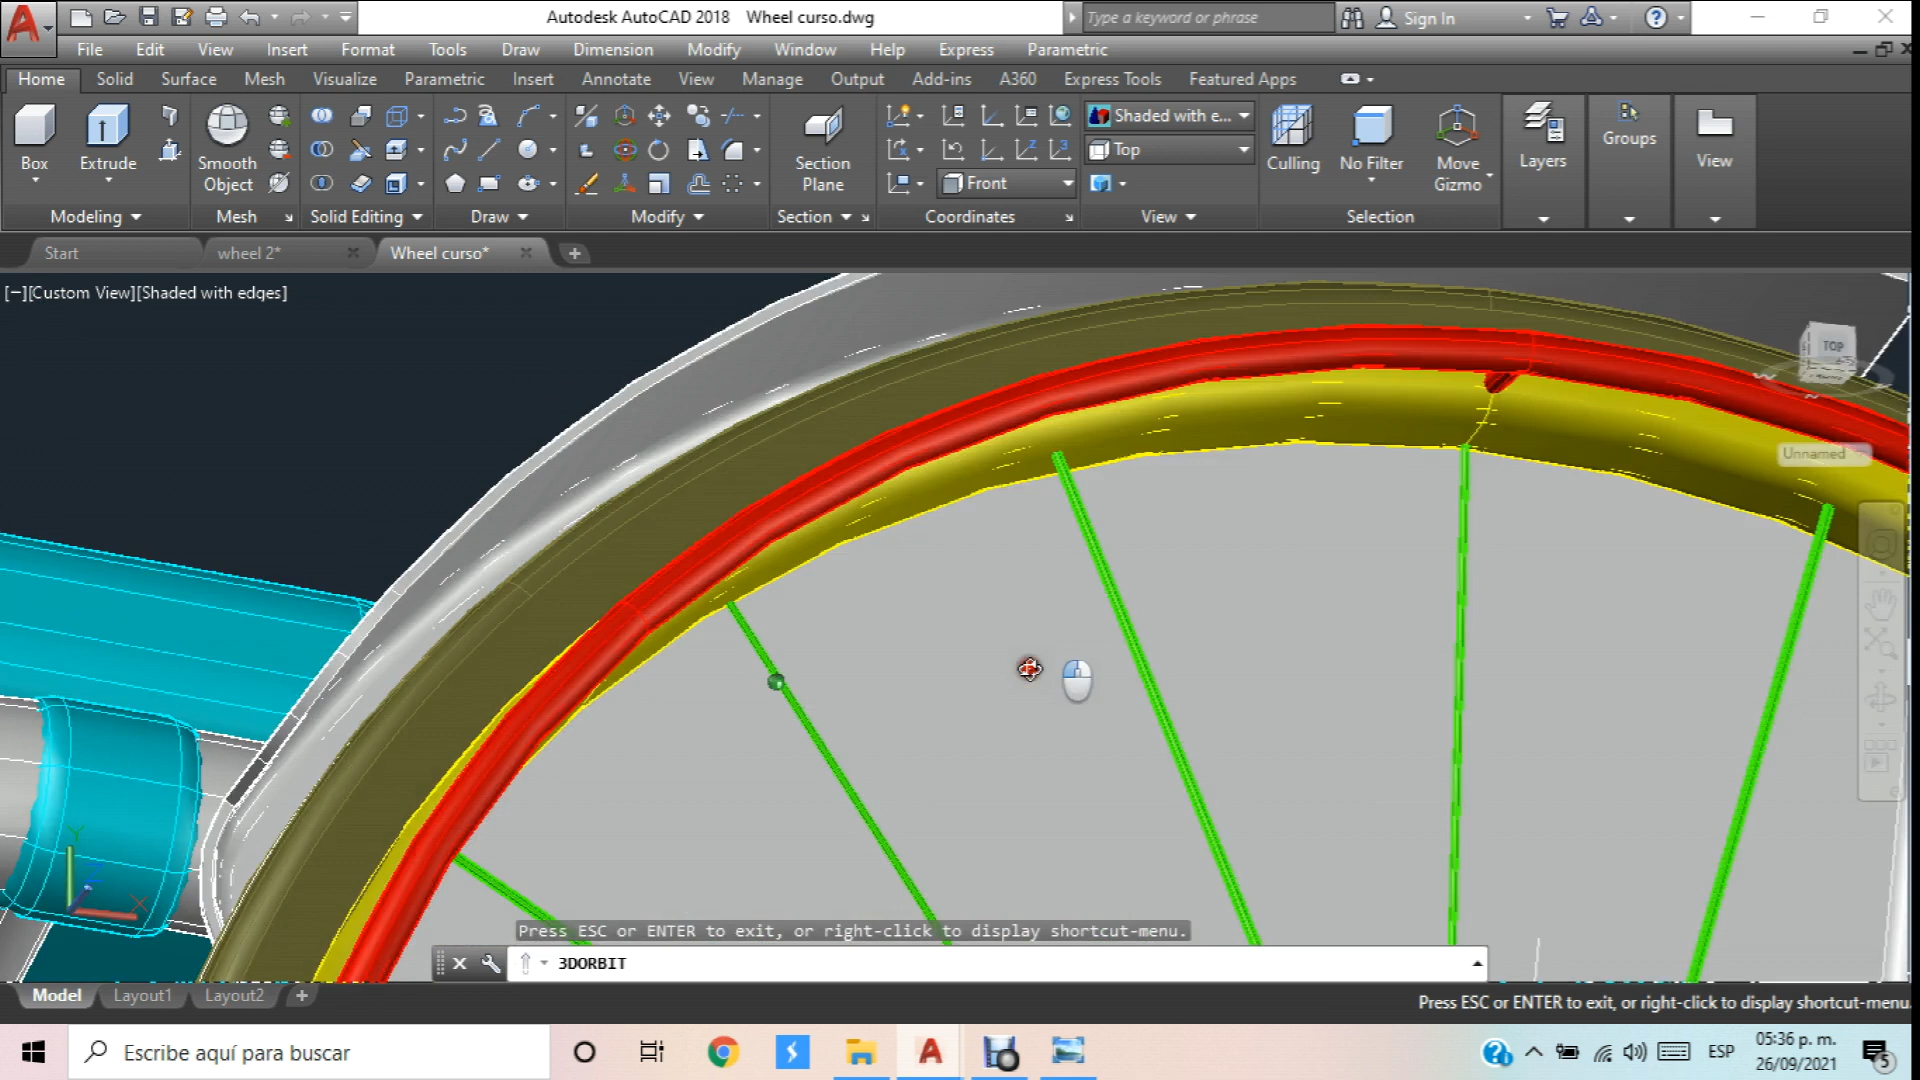 Autodesk AutoCAD 2018 Wheel curso.dwg
Type a keyword or phrase
Sign In
File Edit View Insert Format Tools Draw Dimension Modify Window Help Express Parametric
Home Solid Surface Mesh Visualize Parametric Insert Annotate View Manage Output Add-ins A360 Express Tools Featured Apps
Box
Extrude
Smooth
Object
Section
Plane
Shaded with e...
Top
Front
Culling
No Filter
Move
Gizmo
Layers
Groups
View
Modeling
Mesh
Solid Editing
Draw
Modify
Section
Coordinates
View
Selection
Start
wheel 2*
Wheel curso*
[−][Custom View][Shaded with edges]
TOP
Unnamed
Y
Z
X
Press ESC or ENTER to exit, or right-click to display shortcut-menu.
3DORBIT
Model Layout1 Layout2
Press ESC or ENTER to exit, or right-click to display shortcut-menu.
Escribe aquí para buscar
ESP
05:36 p. m.
26/09/2021
5